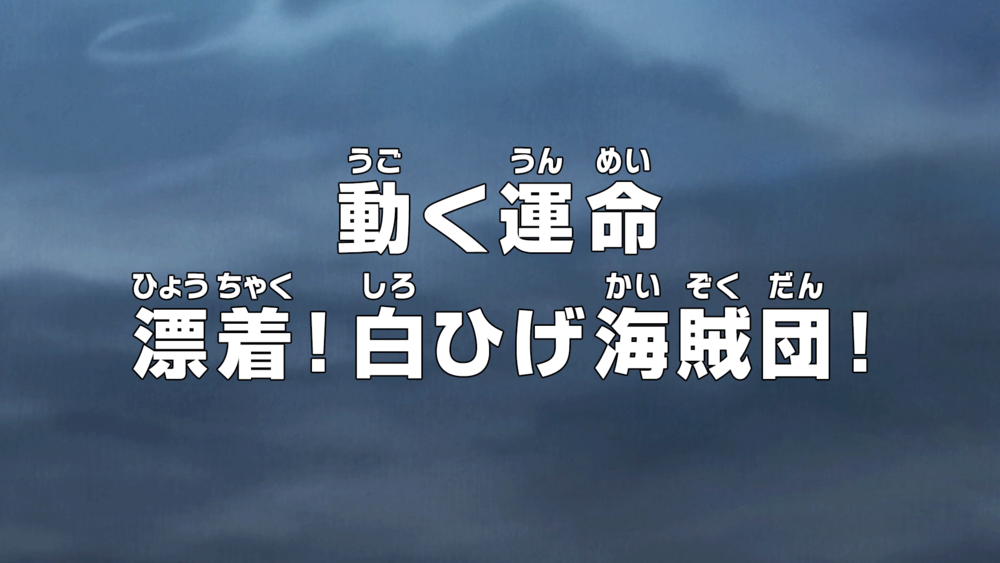 うご うん めい
動く運命
ひょう ちゃく しろ かい ぞく だん
漂着！白ひげ海賊団！